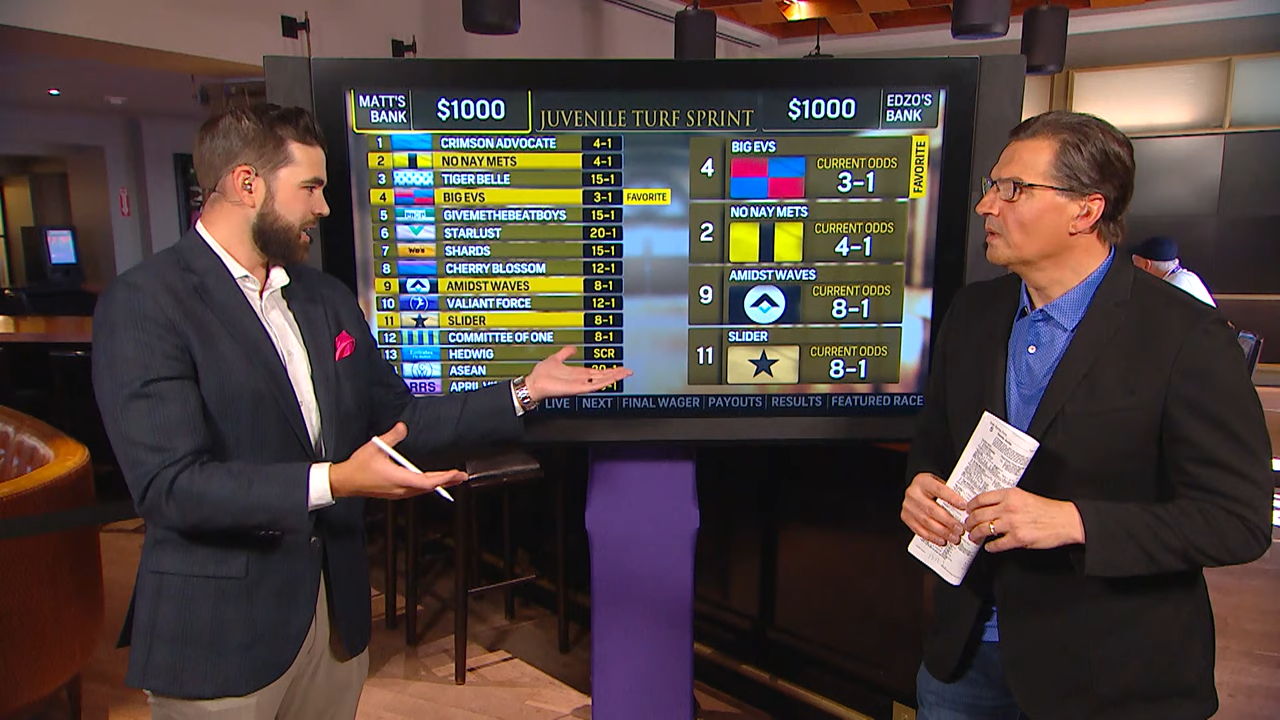 MATT'S BANK
$1000
JUVENILE TURF SPRINT
$1000
EDZO'S BANK
1 CRIMSON ADVOCATE 4-1
2 NO NAY METS 4-1
3 TIGER BELLE 15-1
4 BIG EVS 3-1 FAVORITE
5 GIVEMETHEBEATBOYS 15-1
6 STARLUST 20-1
7 SHARDS 15-1
8 CHERRY BLOSSOM 12-1
9 AMIDST WAVES 8-1
10 VALIANT FORCE 12-1
11 SLIDER 8-1
12 COMMITTEE OF ONE 8-1
13 HEDWIG SCR
ASEAN
RRS APRIL
4 BIG EVS CURRENT ODDS 3-1 FAVORITE
2 NO NAY METS CURRENT ODDS 4-1
9 AMIDST WAVES CURRENT ODDS 8-1
11 SLIDER CURRENT ODDS 8-1
LIVE | NEXT | FINAL WAGER | PAYOUTS | RESULTS | FEATURED RACE